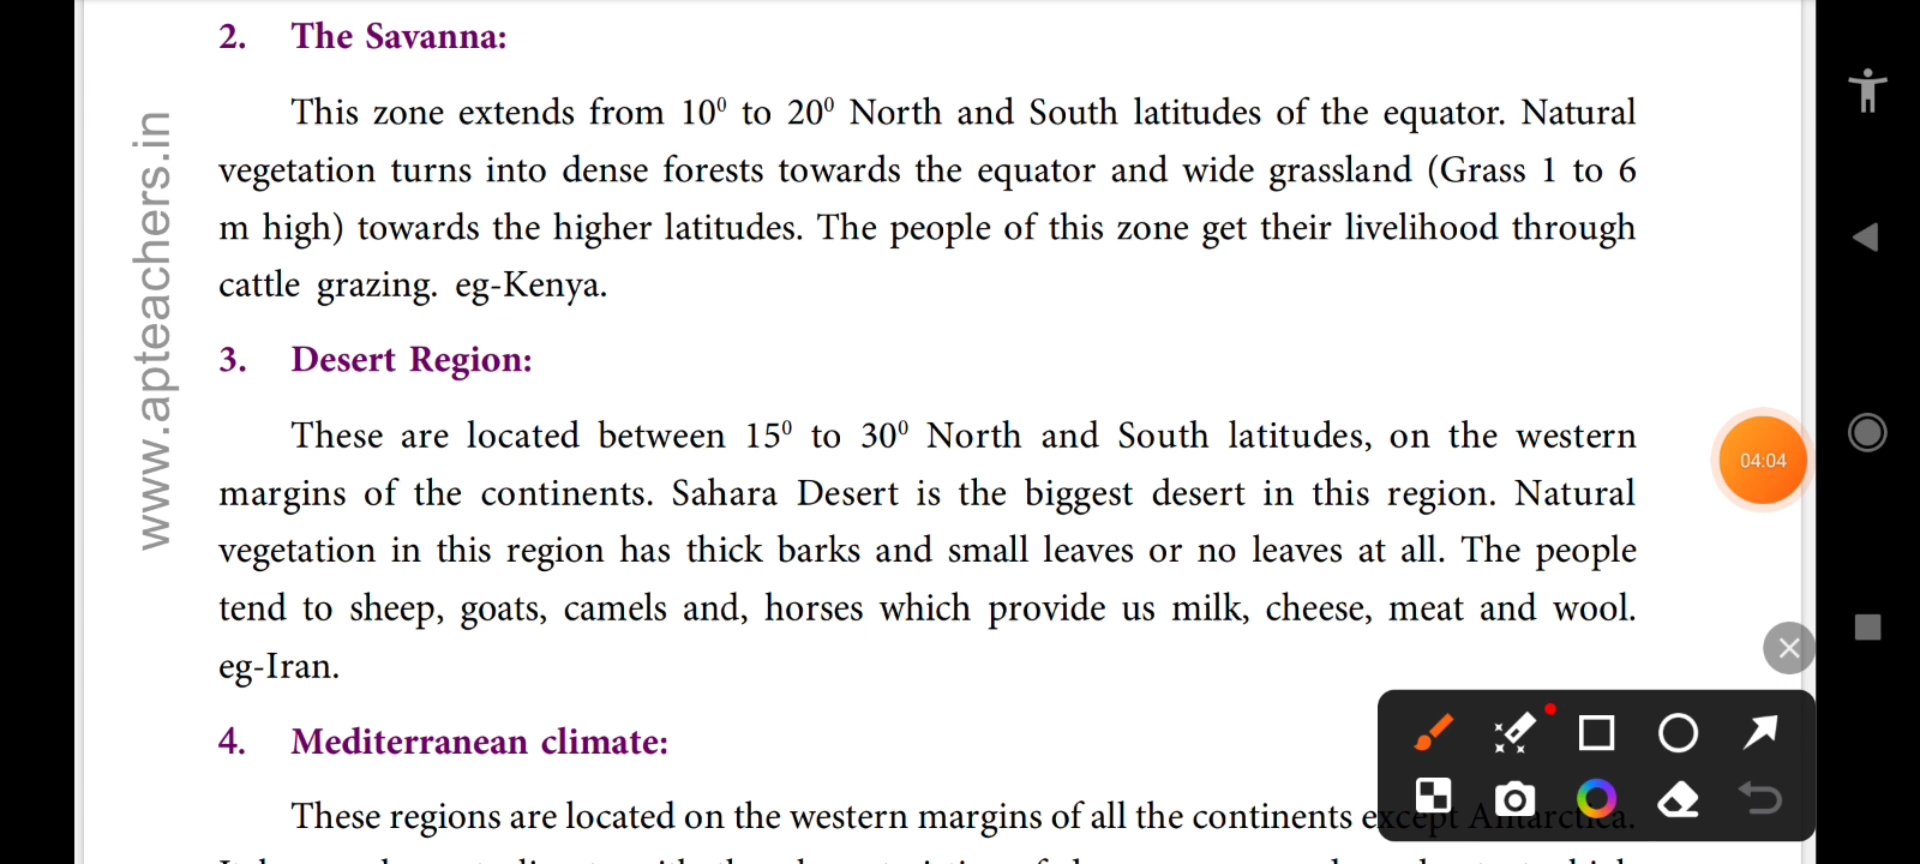 2. The Savanna:
This zone extends from 10⁰ to 20⁰ North and South latitudes of the equator. Natural
vegetation turns into dense forests towards the equator and wide grassland (Grass 1 to 6
m high) towards the higher latitudes. The people of this zone get their livelihood through
cattle grazing. eg-Kenya.
3. Desert Region:
These are located between 15⁰ to 30⁰ North and South latitudes, on the western
margins of the continents. Sahara Desert is the biggest desert in this region. Natural
vegetation in this region has thick barks and small leaves or no leaves at all. The people
tend to sheep, goats, camels and, horses which provide us milk, cheese, meat and wool.
eg-Iran.
4. Mediterranean climate:
These regions are located on the western margins of all the continents except Antarctica.
www.apteachers.in
04:04